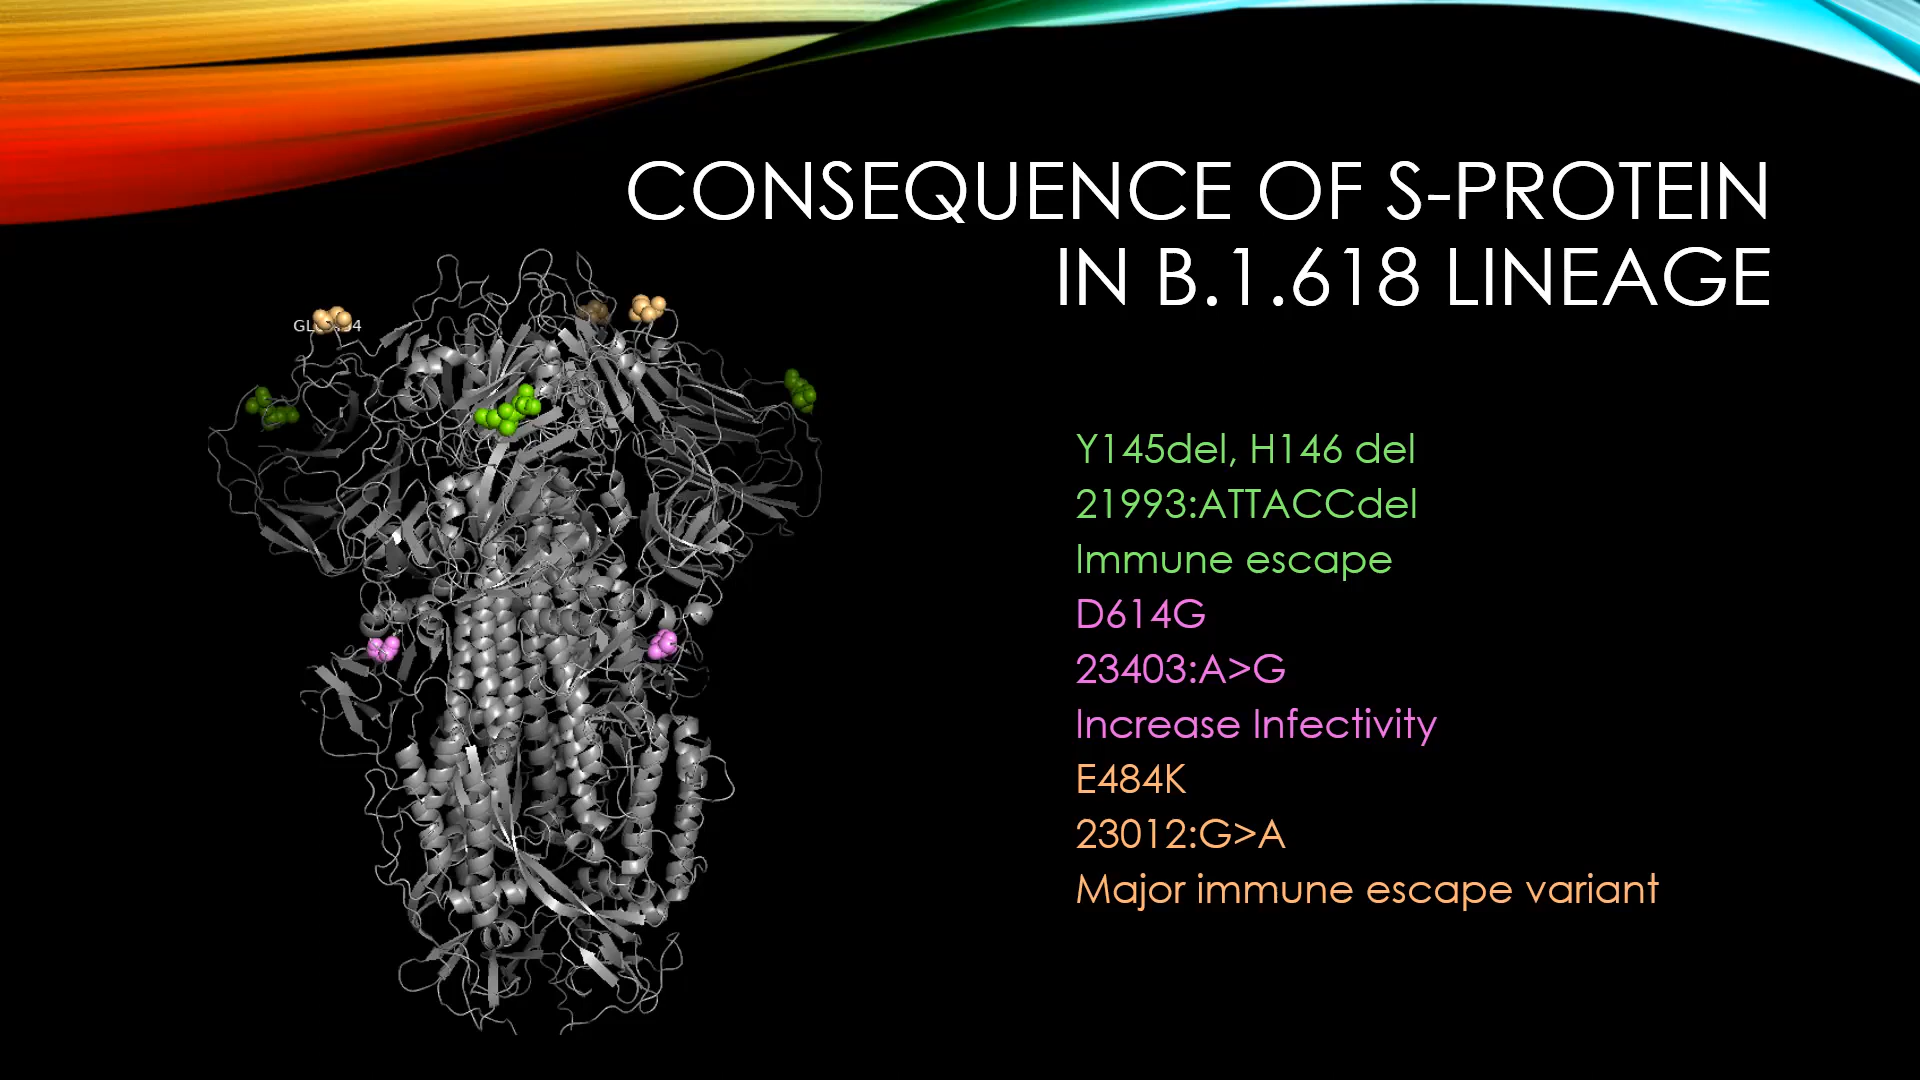 CONSEQUENCE OF S-PROTEIN
IN B.1.618 LINEAGE
Y145del, H146 del
21993:ATTACCdel
Immune escape
D614G
23403:A>G
Increase Infectivity
E484K
23012:G>A
Major immune escape variant